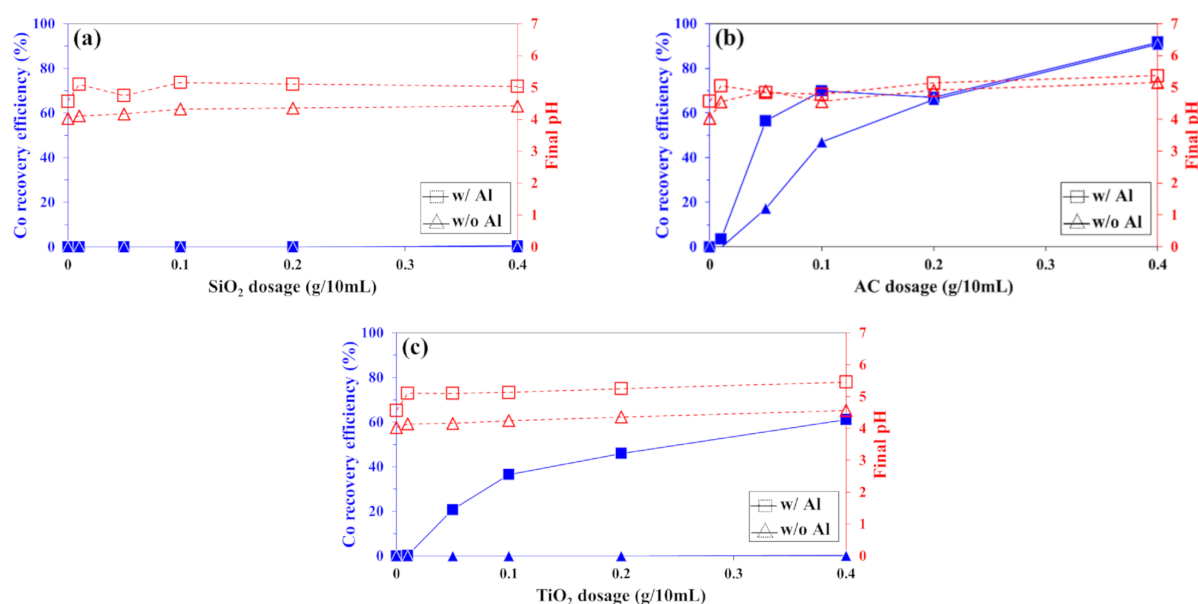 (a)
Co recovery efficiency (%)
100
80
60
40
20
0
7
6
5
4
3
2
1
0
Final pH
w/ Al
w/o Al
0 0.1 0.2 0.3 0.4
SiO₂ dosage (g/10mL)
(b)
Co recovery efficiency (%)
100
80
60
40
20
0
7
6
5
4
3
2
1
0
Final pH
w/ Al
w/o Al
0 0.1 0.2 0.3 0.4
AC dosage (g/10mL)
(c)
Co recovery efficiency (%)
100
80
60
40
20
0
7
6
5
4
3
2
1
0
Final pH
w/ Al
w/o Al
0 0.1 0.2 0.3 0.4
TiO₂ dosage (g/10mL)